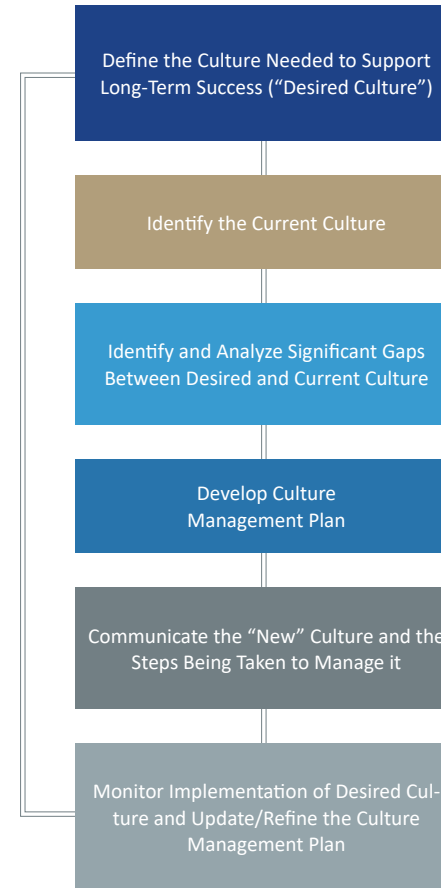 Define the Culture Needed to Support
Long-Term Success (“Desired Culture”)
Identify the Current Culture
Identify and Analyze Significant Gaps
Between Desired and Current Culture
Develop Culture
Management Plan
Communicate the “New” Culture and the
Steps Being Taken to Manage it
Monitor Implementation of Desired Cul-
ture and Update/Refine the Culture
Management Plan